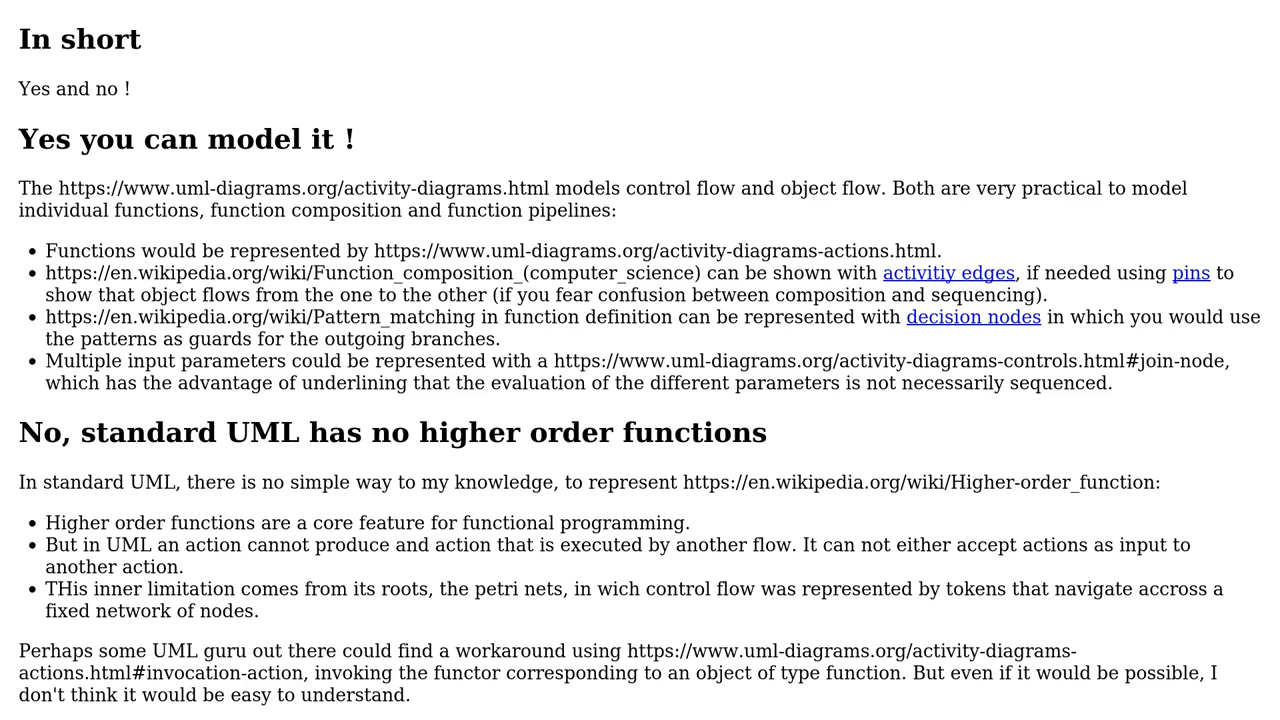 In short
Yes and no !
Yes you can model it !
The https://www.uml-diagrams.org/activity-diagrams.html models control flow and object flow. Both are very practical to model
individual functions, function composition and function pipelines:
• Functions would be represented by https://www.uml-diagrams.org/activity-diagrams-actions.html.
• https://en.wikipedia.org/wiki/Function_composition_(computer_science) can be shown with activitiy edges, if needed using pins to
show that object flows from the one to the other (if you fear confusion between composition and sequencing).
• https://en.wikipedia.org/wiki/Pattern_matching in function definition can be represented with decision nodes in which you would use
the patterns as guards for the outgoing branches.
• Multiple input parameters could be represented with a https://www.uml-diagrams.org/activity-diagrams-controls.html#join-node,
which has the advantage of underlining that the evaluation of the different parameters is not necessarily sequenced.
No, standard UML has no higher order functions
In standard UML, there is no simple way to my knowledge, to represent https://en.wikipedia.org/wiki/Higher-order_function:
• Higher order functions are a core feature for functional programming.
• But in UML an action cannot produce and action that is executed by another flow. It can not either accept actions as input to
another action.
• THis inner limitation comes from its roots, the petri nets, in wich control flow was represented by tokens that navigate accross a
fixed network of nodes.
Perhaps some UML guru out there could find a workaround using https://www.uml-diagrams.org/activity-diagrams-
actions.html#invocation-action, invoking the functor corresponding to an object of type function. But even if it would be possible, I
don't think it would be easy to understand.